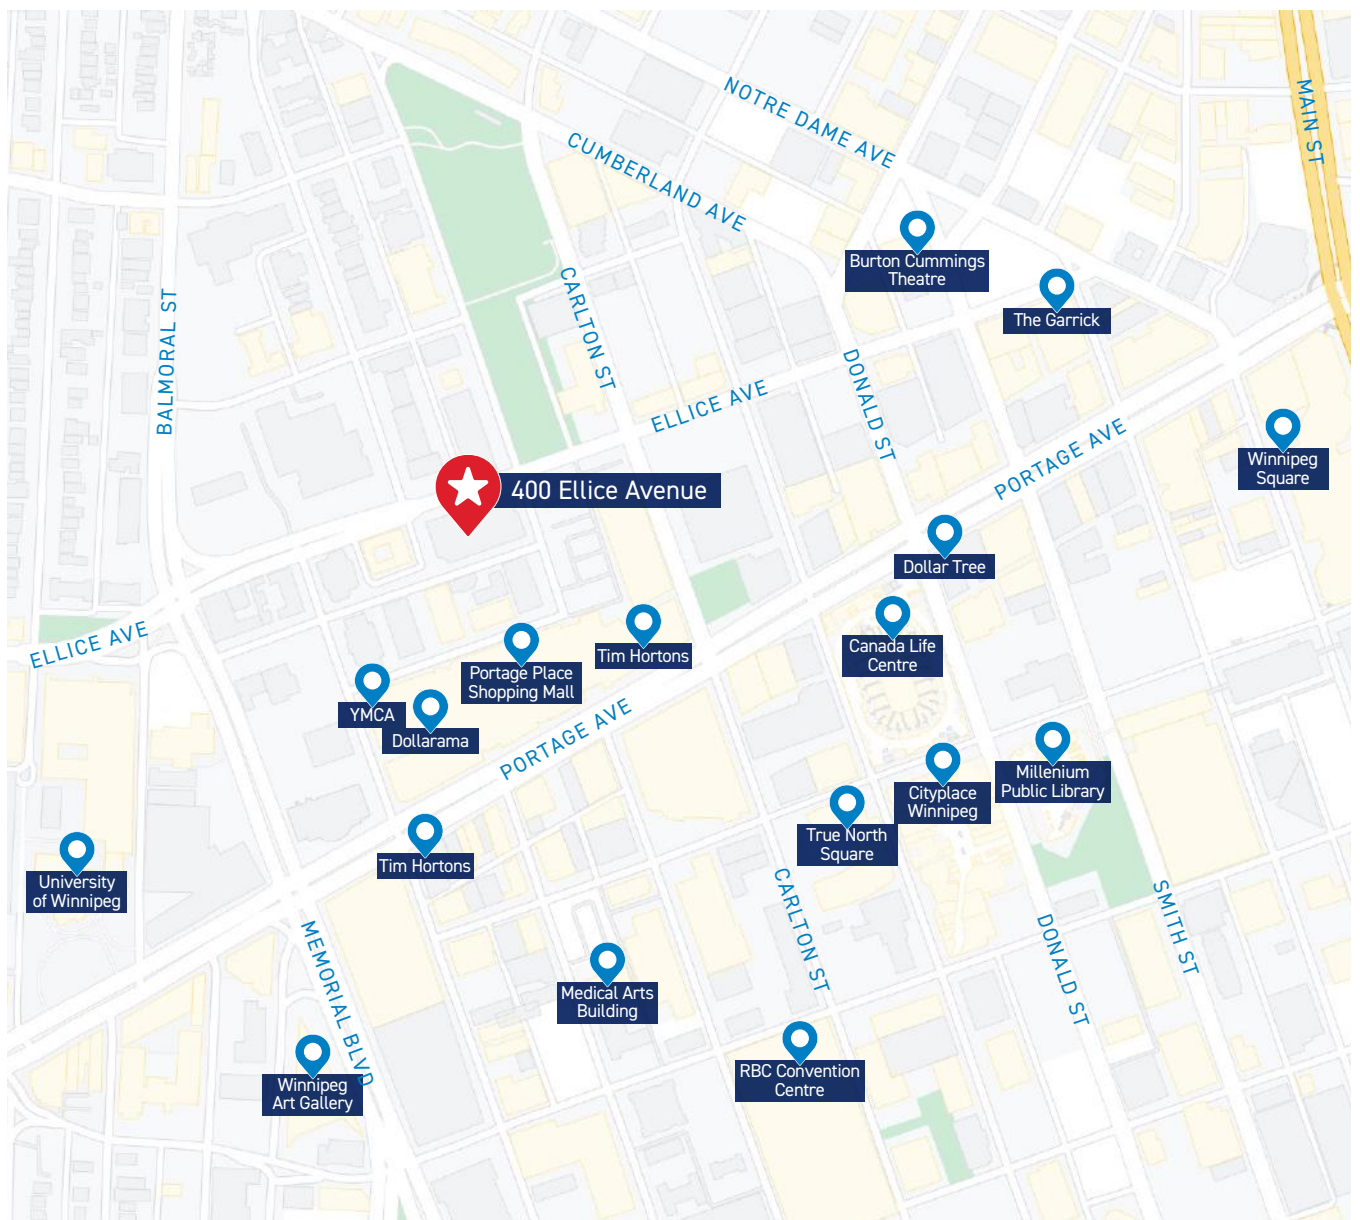 MAIN ST
NOTRE DAME AVE
CUMBERLAND AVE
Burton Cummings
Theatre
The Garrick
CARLTON ST
BALMORAL ST
DONALD ST
ELLICE AVE
PORTAGE AVE
Winnipeg
Square
400 Ellice Avenue
Dollar Tree
ELLICE AVE
Canada Life
Centre
Tim Hortons
Portage Place
Shopping Mall
YMCA
Dollarama
PORTAGE AVE
Millenium
Public Library
Cityplace
Winnipeg
True North
Square
Tim Hortons
University
of Winnipeg
CARLTON ST
SMITH ST
DONALD ST
MEMORIAL BLVD
Medical Arts
Building
RBC Convention
Centre
Winnipeg
Art Gallery